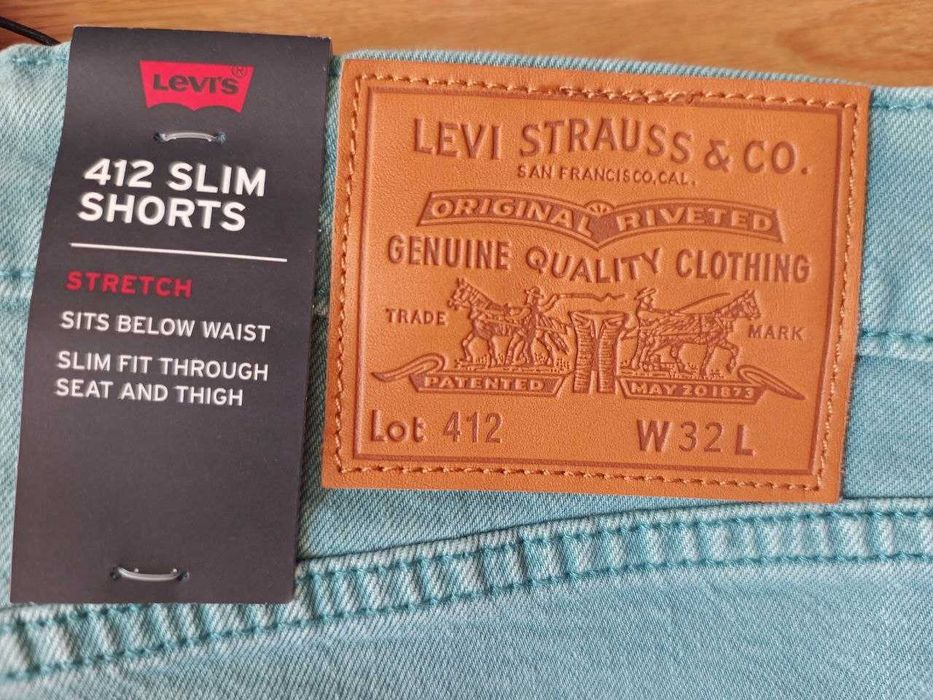 Levi's®
412 SLIM
SHORTS
STRETCH
SITS BELOW WAIST
SLIM FIT THROUGH
SEAT AND THIGH
LEVI STRAUSS & CO.
SAN FRANCISCO, CAL.
ORIGINAL RIVETED
GENUINE QUALITY CLOTHING
TRADE MARK
PATENTED MAY 20 1873
Lot 412 W 32 L